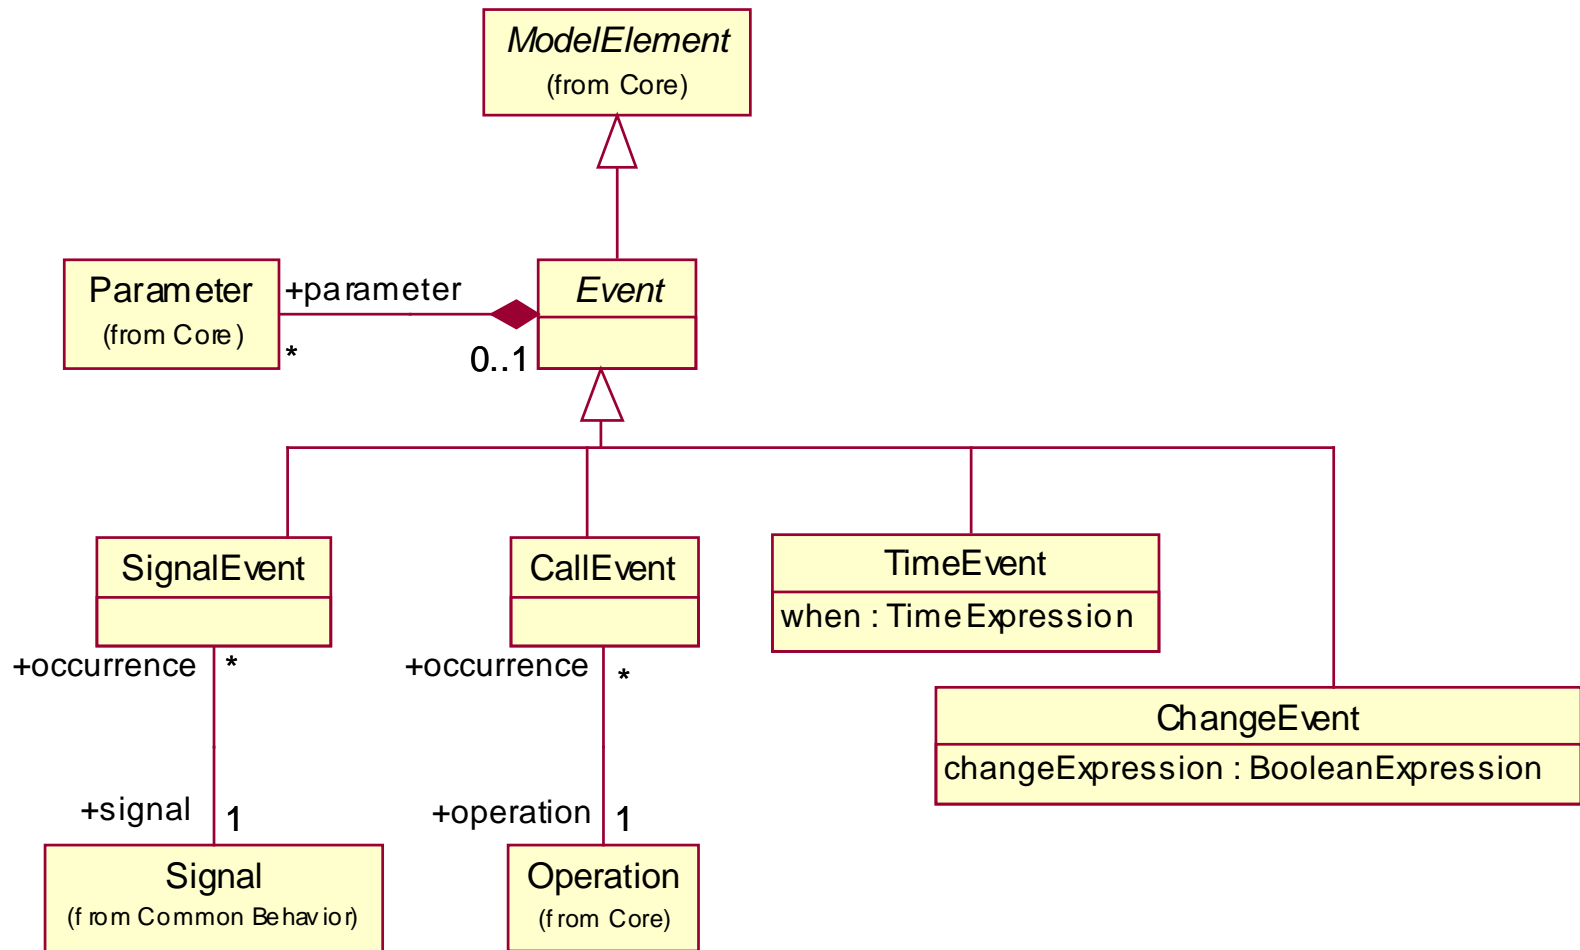 ModelElement
(from Core)
Parameter
(from Core)
+parameter
*
0..1
Event
SignalEvent
CallEvent
TimeEvent
when : TimeExpression
ChangeEvent
changeExpression : BooleanExpression
+occurrence
*
+occurrence
*
+signal
1
+operation
1
Signal
(from Common Behavior)
Operation
(from Core)